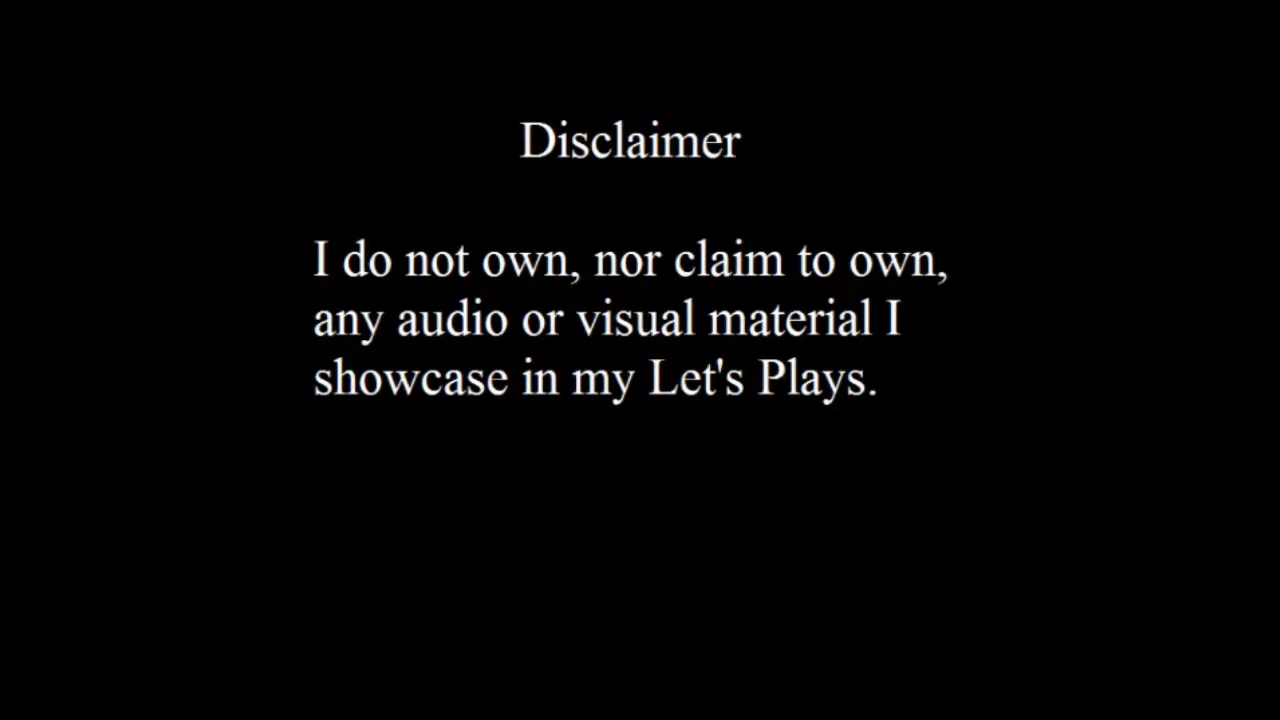 Disclaimer
I do not own, nor claim to own,
any audio or visual material I
showcase in my Let's Plays.